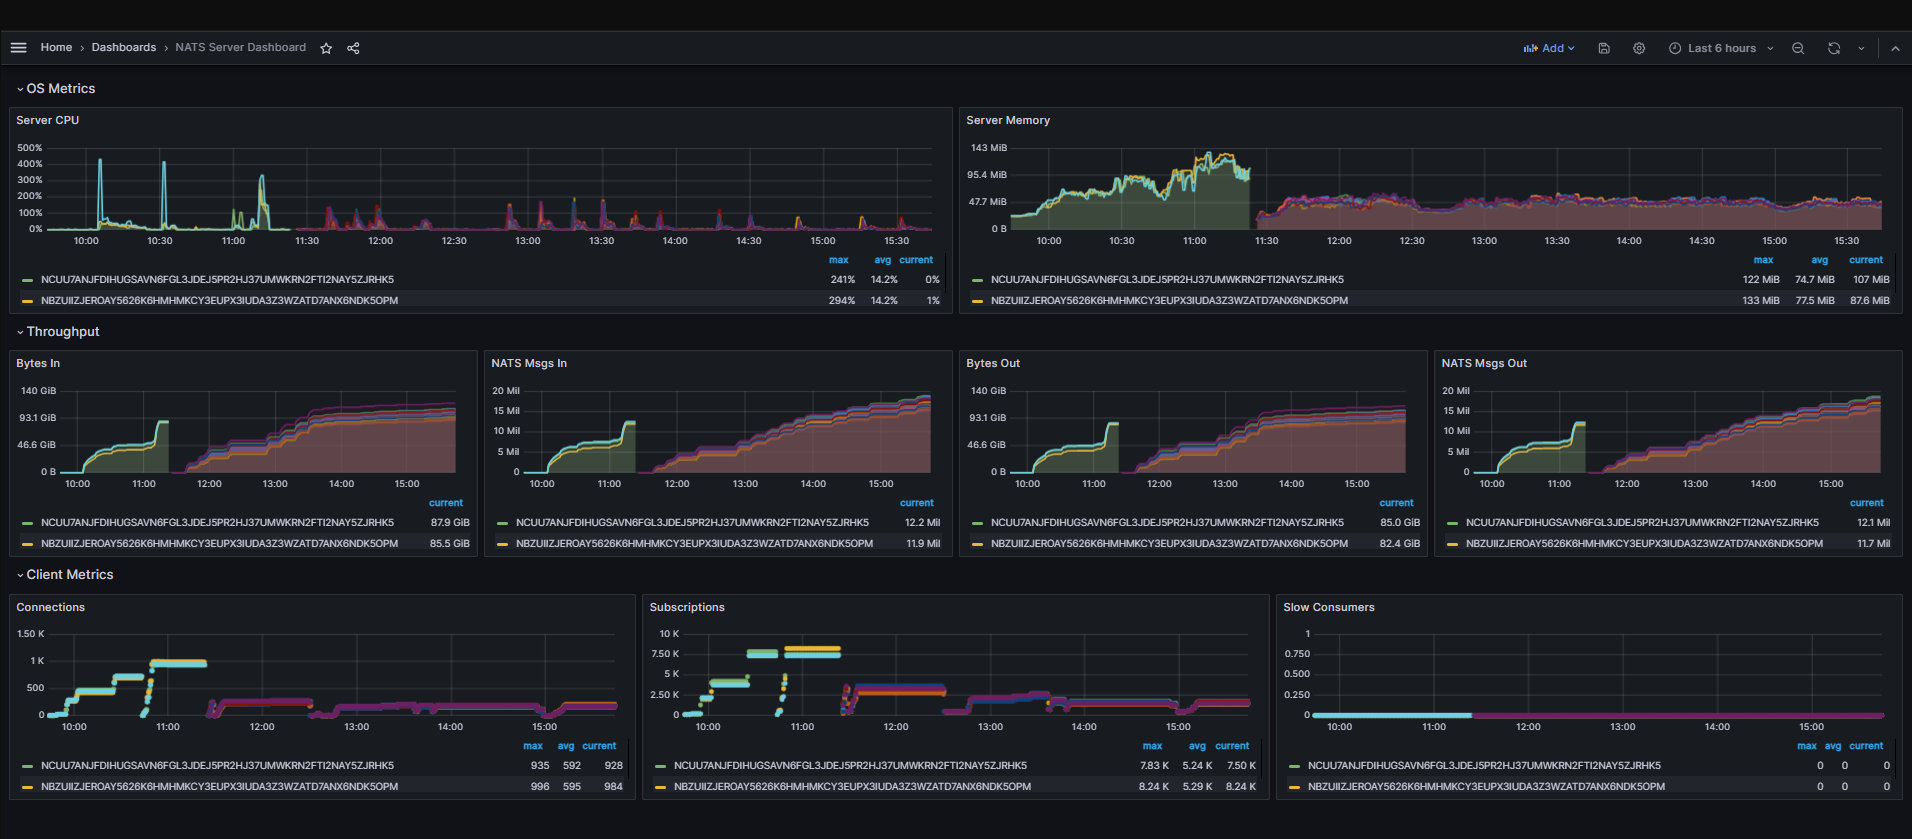 Home › Dashboards › NATS Server Dashboard
Add
Last 6 hours
OS Metrics
Server CPU
500%
400%
300%
200%
100%
0%
10:00 10:30 11:00 11:30 12:00 12:30 13:00 13:30 14:00 14:30 15:00 15:30
max avg current
NCUU7ANJFDIHUGSAVN6FGL3JDEJ5PR2HJ37UMWKRN2FTI2NAY5ZJRHK5 241% 14.2% 0%
NBZUIIZJEROAY5626K6HMHMKCY3EUPX3IUDA3Z3WZATD7ANX6NDK5OPM 294% 14.2% 1%
Server Memory
143 MiB
95.4 MiB
47.7 MiB
0 B
10:00 10:30 11:00 11:30 12:00 12:30 13:00 13:30 14:00 14:30 15:00 15:30
max avg current
NCUU7ANJFDIHUGSAVN6FGL3JDEJ5PR2HJ37UMWKRN2FTI2NAY5ZJRHK5 122 MiB 74.7 MiB 107 MiB
NBZUIIZJEROAY5626K6HMHMKCY3EUPX3IUDA3Z3WZATD7ANX6NDK5OPM 133 MiB 77.5 MiB 87.6 MiB
Throughput
Bytes In
140 GiB
93.1 GiB
46.6 GiB
0 B
10:00 11:00 12:00 13:00 14:00 15:00
current
NCUU7ANJFDIHUGSAVN6FGL3JDEJ5PR2HJ37UMWKRN2FTI2NAY5ZJRHK5 87.9 GiB
NBZUIIZJEROAY5626K6HMHMKCY3EUPX3IUDA3Z3WZATD7ANX6NDK5OPM 85.5 GiB
NATS Msgs In
20 Mil
15 Mil
10 Mil
5 Mil
0
10:00 11:00 12:00 13:00 14:00 15:00
current
NCUU7ANJFDIHUGSAVN6FGL3JDEJ5PR2HJ37UMWKRN2FTI2NAY5ZJRHK5 12.2 Mil
NBZUIIZJEROAY5626K6HMHMKCY3EUPX3IUDA3Z3WZATD7ANX6NDK5OPM 11.9 Mil
Bytes Out
140 GiB
93.1 GiB
46.6 GiB
0 B
10:00 11:00 12:00 13:00 14:00 15:00
current
NCUU7ANJFDIHUGSAVN6FGL3JDEJ5PR2HJ37UMWKRN2FTI2NAY5ZJRHK5 85.0 GiB
NBZUIIZJEROAY5626K6HMHMKCY3EUPX3IUDA3Z3WZATD7ANX6NDK5OPM 82.4 GiB
NATS Msgs Out
20 Mil
15 Mil
10 Mil
5 Mil
0
10:00 11:00 12:00 13:00 14:00 15:00
current
NCUU7ANJFDIHUGSAVN6FGL3JDEJ5PR2HJ37UMWKRN2FTI2NAY5ZJRHK5 12.1 Mil
NBZUIIZJEROAY5626K6HMHMKCY3EUPX3IUDA3Z3WZATD7ANX6NDK5OPM 11.7 Mil
Client Metrics
Connections
1.50 K
1 K
500
0
10:00 11:00 12:00 13:00 14:00 15:00
max avg current
NCUU7ANJFDIHUGSAVN6FGL3JDEJ5PR2HJ37UMWKRN2FTI2NAY5ZJRHK5 935 592 928
NBZUIIZJEROAY5626K6HMHMKCY3EUPX3IUDA3Z3WZATD7ANX6NDK5OPM 996 595 984
Subscriptions
10 K
7.50 K
5 K
2.50 K
0
10:00 11:00 12:00 13:00 14:00 15:00
max avg current
NCUU7ANJFDIHUGSAVN6FGL3JDEJ5PR2HJ37UMWKRN2FTI2NAY5ZJRHK5 7.83 K 5.24 K 7.50 K
NBZUIIZJEROAY5626K6HMHMKCY3EUPX3IUDA3Z3WZATD7ANX6NDK5OPM 8.24 K 5.29 K 8.24 K
Slow Consumers
1
0.750
0.500
0.250
0
10:00 11:00 12:00 13:00 14:00 15:00
max avg current
NCUU7ANJFDIHUGSAVN6FGL3JDEJ5PR2HJ37UMWKRN2FTI2NAY5ZJRHK5 0 0 0
NBZUIIZJEROAY5626K6HMHMKCY3EUPX3IUDA3Z3WZATD7ANX6NDK5OPM 0 0 0